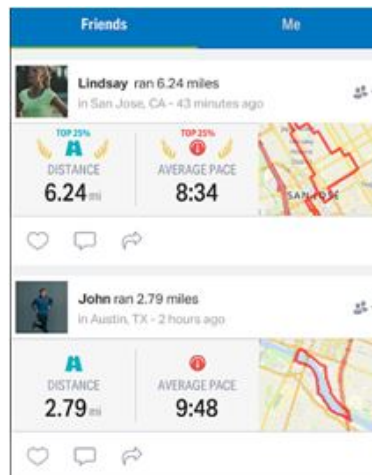 Friends
Me
Lindsay ran 6.24 miles
in San Jose, CA - 43 minutes ago
TOP 25%
TOP 25%
DISTANCE
AVERAGE PACE
6.24 mi
8:34
SAN JOSE
John ran 2.79 miles
in Austin, TX - 2 hours ago
DISTANCE
AVERAGE PACE
2.79 mi
9:48